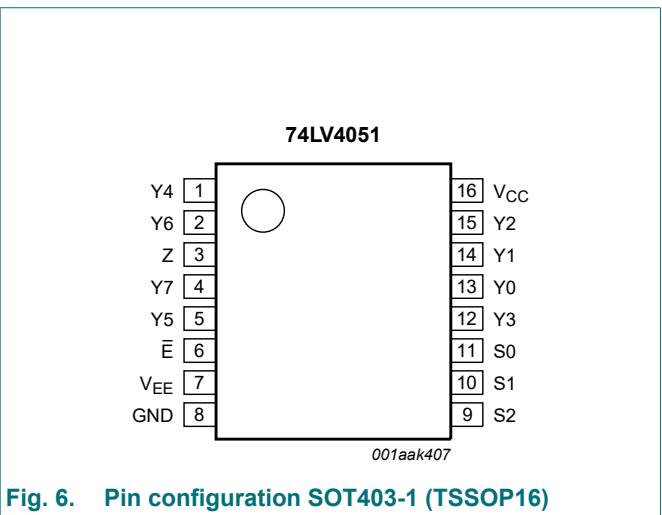 74LV4051
Y4 1 16 VCC
Y6 2 15 Y2
Z 3 14 Y1
Y7 4 13 Y0
Y5 5 12 Y3
E̅ 6 11 S0
VEE 7 10 S1
GND 8 9 S2
001aak407
Fig. 6. Pin configuration SOT403-1 (TSSOP16)